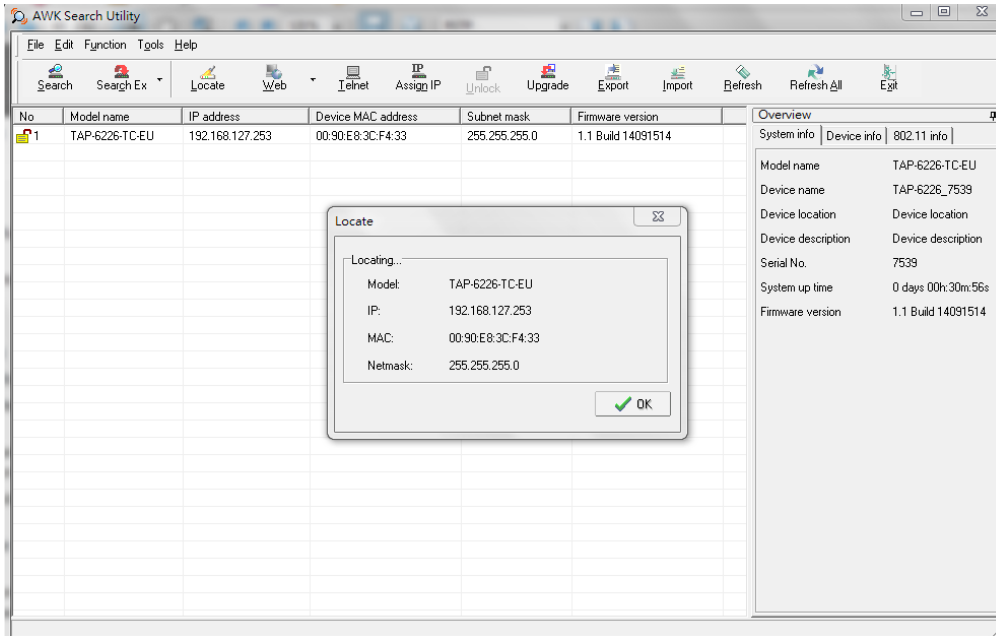 AWK Search Utility
File Edit Function Tools Help
Search Search Ex Locate Web Telnet Assign IP Unlock Upgrade Export Import Refresh Refresh All Exit
No Model name IP address Device MAC address Subnet mask Firmware version
1 TAP-6226-TC-EU 192.168.127.253 00:90:E8:3C:F4:33 255.255.255.0 1.1 Build 14091514
Locate
Locating...
Model: TAP-6226-TC-EU
IP: 192.168.127.253
MAC: 00:90:E8:3C:F4:33
Netmask: 255.255.255.0
OK
Overview
System info Device info 802.11 info
Model name TAP-6226-TC-EU
Device name TAP-6226_7539
Device location Device location
Device description Device description
Serial No. 7539
System up time 0 days 00h:30m:56s
Firmware version 1.1 Build 14091514